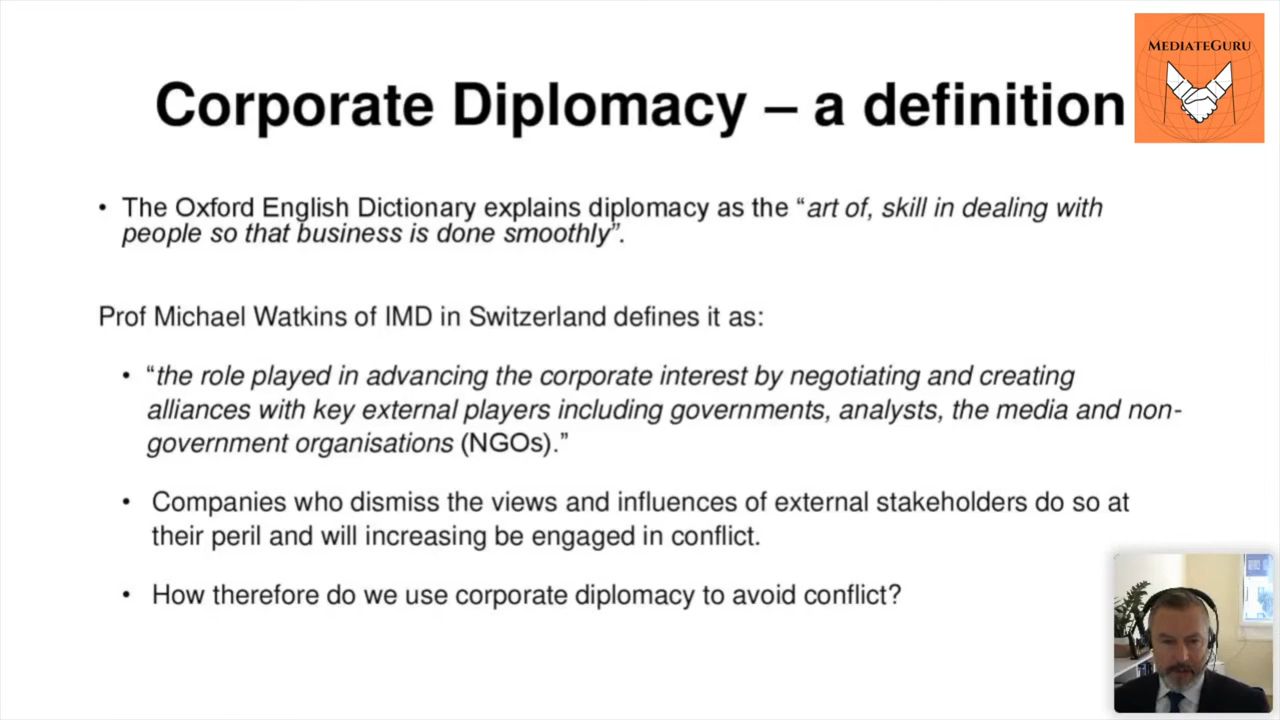 MEDIATEGURU
Corporate Diplomacy – a definition
• The Oxford English Dictionary explains diplomacy as the “art of, skill in dealing with
people so that business is done smoothly”.
Prof Michael Watkins of IMD in Switzerland defines it as:
• “the role played in advancing the corporate interest by negotiating and creating
alliances with key external players including governments, analysts, the media and non-
government organisations (NGOs).”
• Companies who dismiss the views and influences of external stakeholders do so at
their peril and will increasing be engaged in conflict.
• How therefore do we use corporate diplomacy to avoid conflict?